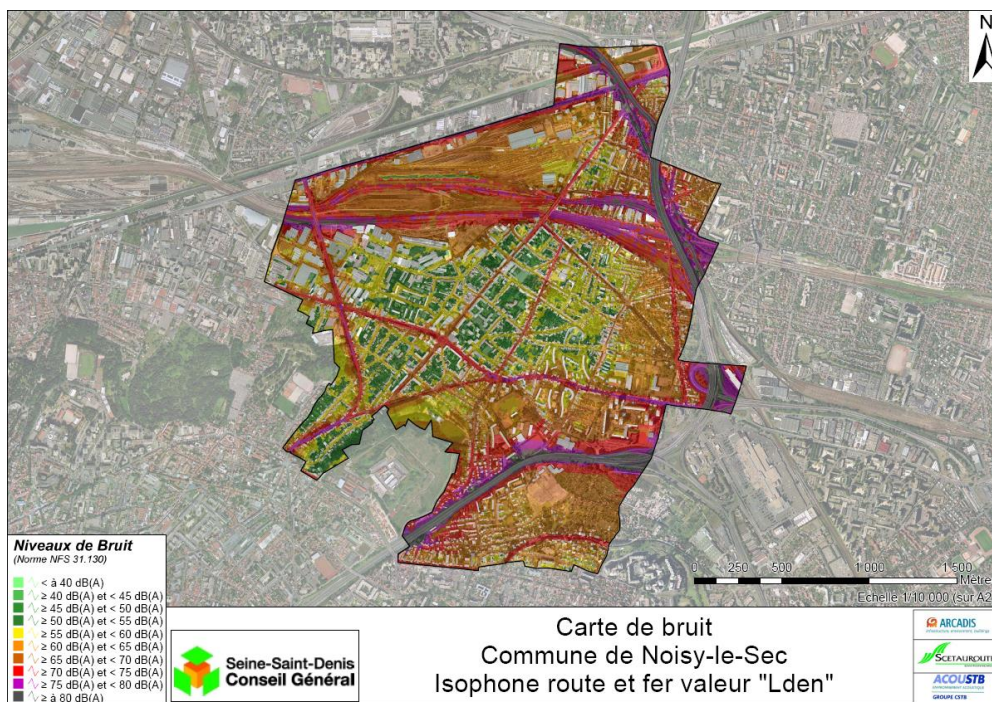 N
0 250 500 1 000 1 500
Mètre
Echelle 1/10 000 (sur A2
Niveaux de Bruit
(Norme NFS 31.130)
< à 40 dB(A)
≥ 40 dB(A) et < 45 dB(A)
≥ 45 dB(A) et < 50 dB(A)
≥ 50 dB(A) et < 55 dB(A)
≥ 55 dB(A) et < 60 dB(A)
≥ 60 dB(A) et < 65 dB(A)
≥ 65 dB(A) et < 70 dB(A)
≥ 70 dB(A) et < 75 dB(A)
≥ 75 dB(A) et < 80 dB(A)
≥ à 80 dB(A)
Seine-Saint-Denis
Conseil Général
Carte de bruit
Commune de Noisy-le-Sec
Isophone route et fer valeur "Lden"
ARCADIS
SCETAUROUTE
ACOUSTB
GROUPE CSTB